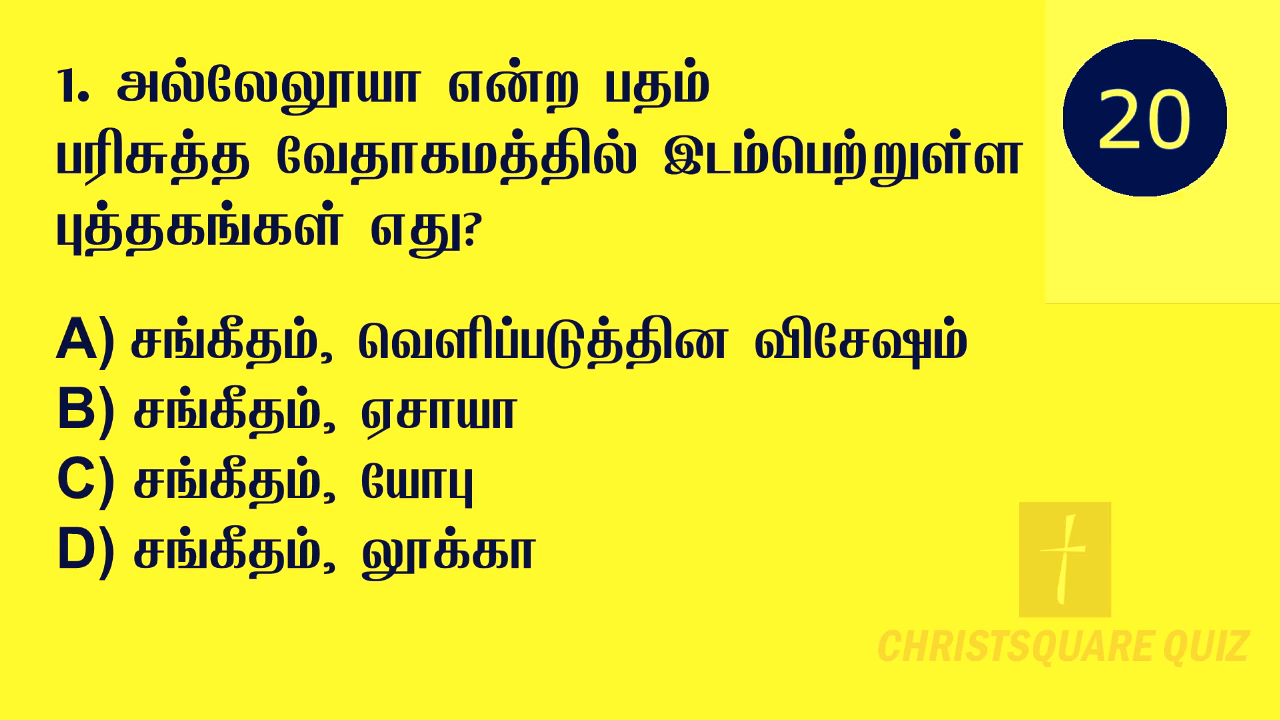 1. அல்லேலூயா என்ற பதம்
பரிசுத்த வேதாகமத்தில் இடம்பெற்றுள்ள
புத்தகங்கள் எது?
20
A) சங்கீதம், வெளிப்படுத்தின விசேஷம்
B) சங்கீதம், ஏசாயா
C) சங்கீதம், யோபு
D) சங்கீதம், லூக்கா
CHRISTSQUARE QUIZ